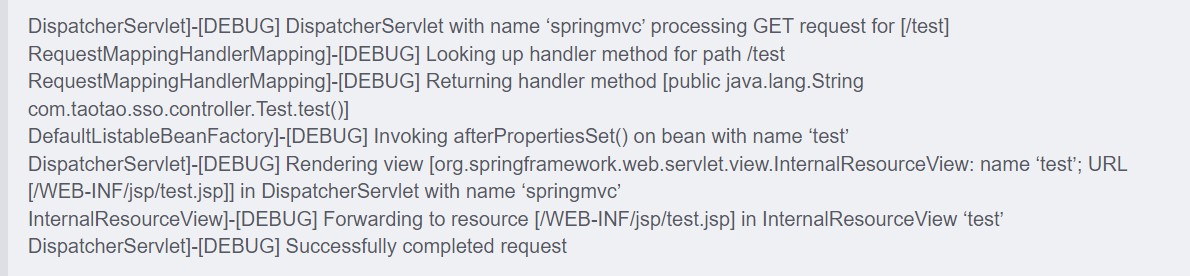 DispatcherServlet]-[DEBUG] DispatcherServlet with name ‘springmvc’ processing GET request for [/test]
RequestMappingHandlerMapping]-[DEBUG] Looking up handler method for path /test
RequestMappingHandlerMapping]-[DEBUG] Returning handler method [public java.lang.String
com.taotao.sso.controller.Test.test()]
DefaultListableBeanFactory]-[DEBUG] Invoking afterPropertiesSet() on bean with name ‘test’
DispatcherServlet]-[DEBUG] Rendering view [org.springframework.web.servlet.view.InternalResourceView: name ‘test’; URL
[/WEB-INF/jsp/test.jsp]] in DispatcherServlet with name ‘springmvc’
InternalResourceView]-[DEBUG] Forwarding to resource [/WEB-INF/jsp/test.jsp] in InternalResourceView ‘test’
DispatcherServlet]-[DEBUG] Successfully completed request